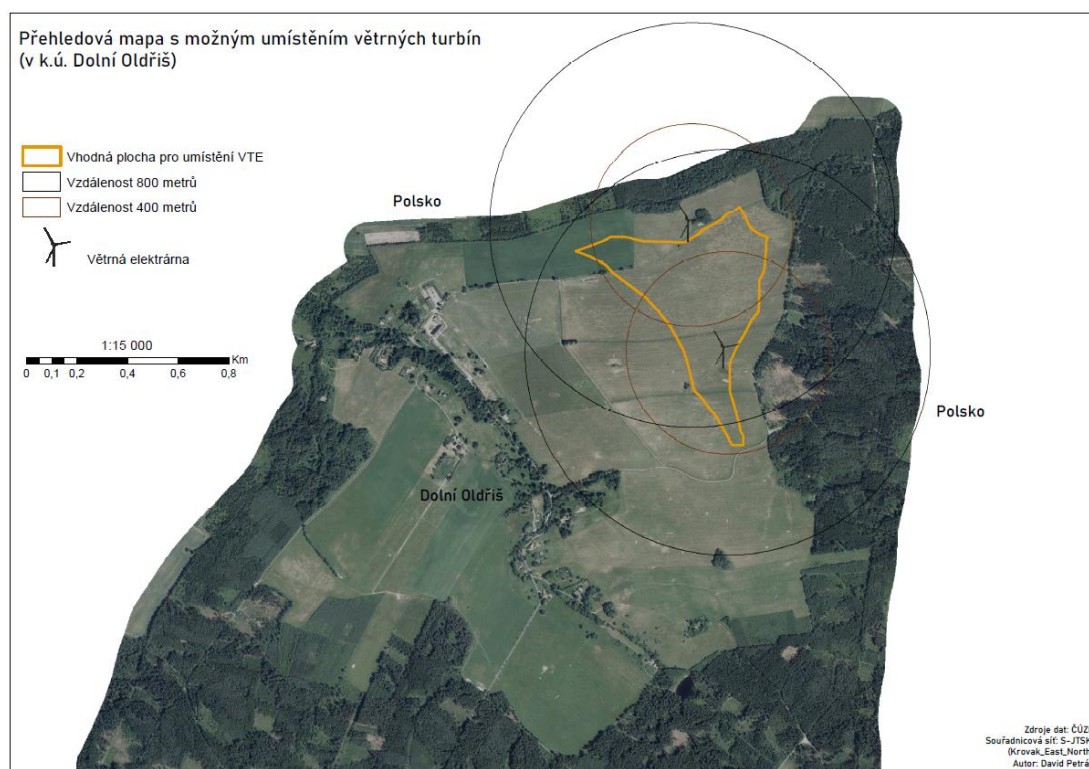 Přehledová mapa s možným umístěním větrných turbín
(v k.ú. Dolní Oldřiš)
Vhodná plocha pro umístění VTE
Vzdálenost 800 metrů
Vzdálenost 400 metrů
Větrná elektrárna
1:15 000
Km
0 0,1 0,2 0,4 0,6 0,8
Polsko
Polsko
Dolní Oldřiš
Zdroje dat: ČÚZ
Souřadnicová síť: S-JTSK
(Krovak_East_North
Autor: David Petrá